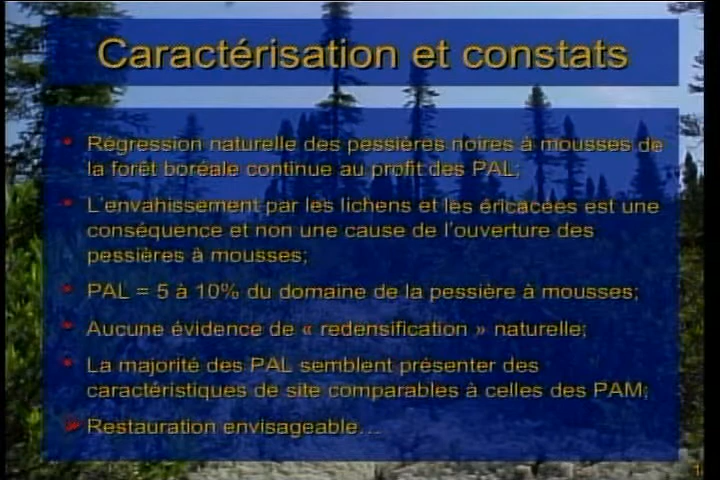 Caractérisation et constats
Régression naturelle des pessières noires à mousses de
la forêt boréale continue au profit des PAL;
L'envahissement par les lichens et les éricacées est une
conséquence et non une cause de l'ouverture des
pessières à mousses;
PAL = 5 à 10% du domaine de la pessière à mousses;
Aucune évidence de « redensification » naturelle;
La majorité des PAL semblent présenter des
caractéristiques de site comparables à celles des PAM;
Restauration envisageable...
1